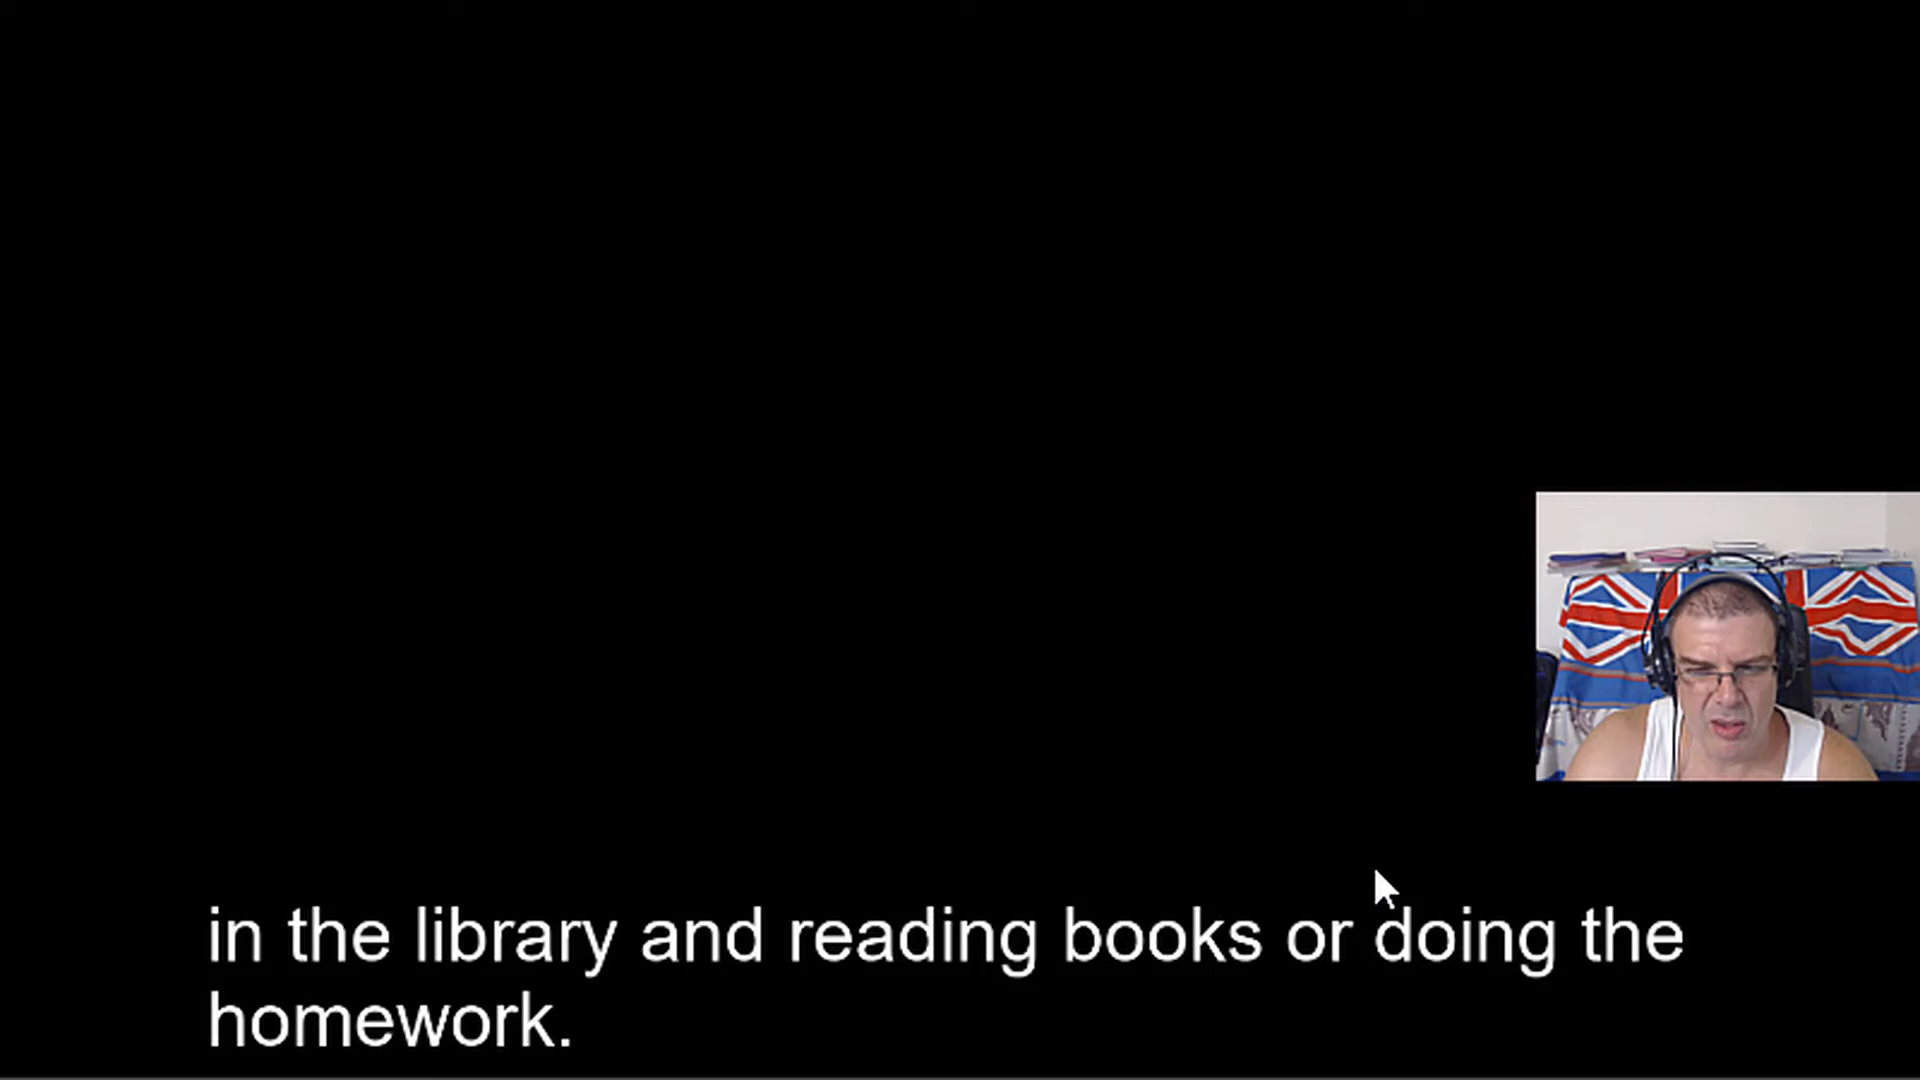 in the library and reading books or doing the
homework.